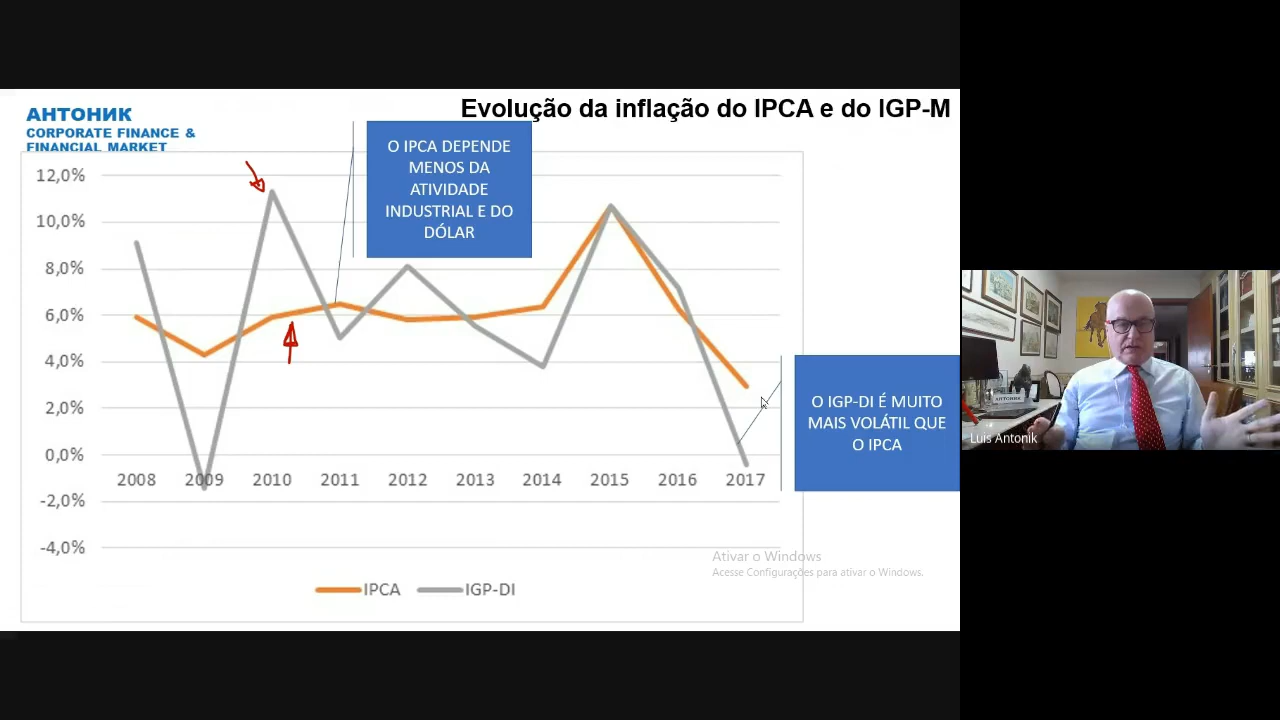 Evolução da inflação do IPCA e do IGP-M
АНТОНИК
CORPORATE FINANCE &
FINANCIAL MARKET
O IPCA DEPENDE
MENOS DA
ATIVIDADE
INDUSTRIAL E DO
DÓLAR
12,0%
10,0%
8,0%
6,0%
4,0%
2,0%
0,0%
-2,0%
-4,0%
2008 2009 2010 2011 2012 2013 2014 2015 2016 2017
O IGP-DI É MUITO
MAIS VOLÁTIL QUE
O IPCA
IPCA IGP-DI
Ativar o Windows
Acesse Configurações para ativar o Windows.
АНТОНИК
Luis Antonik